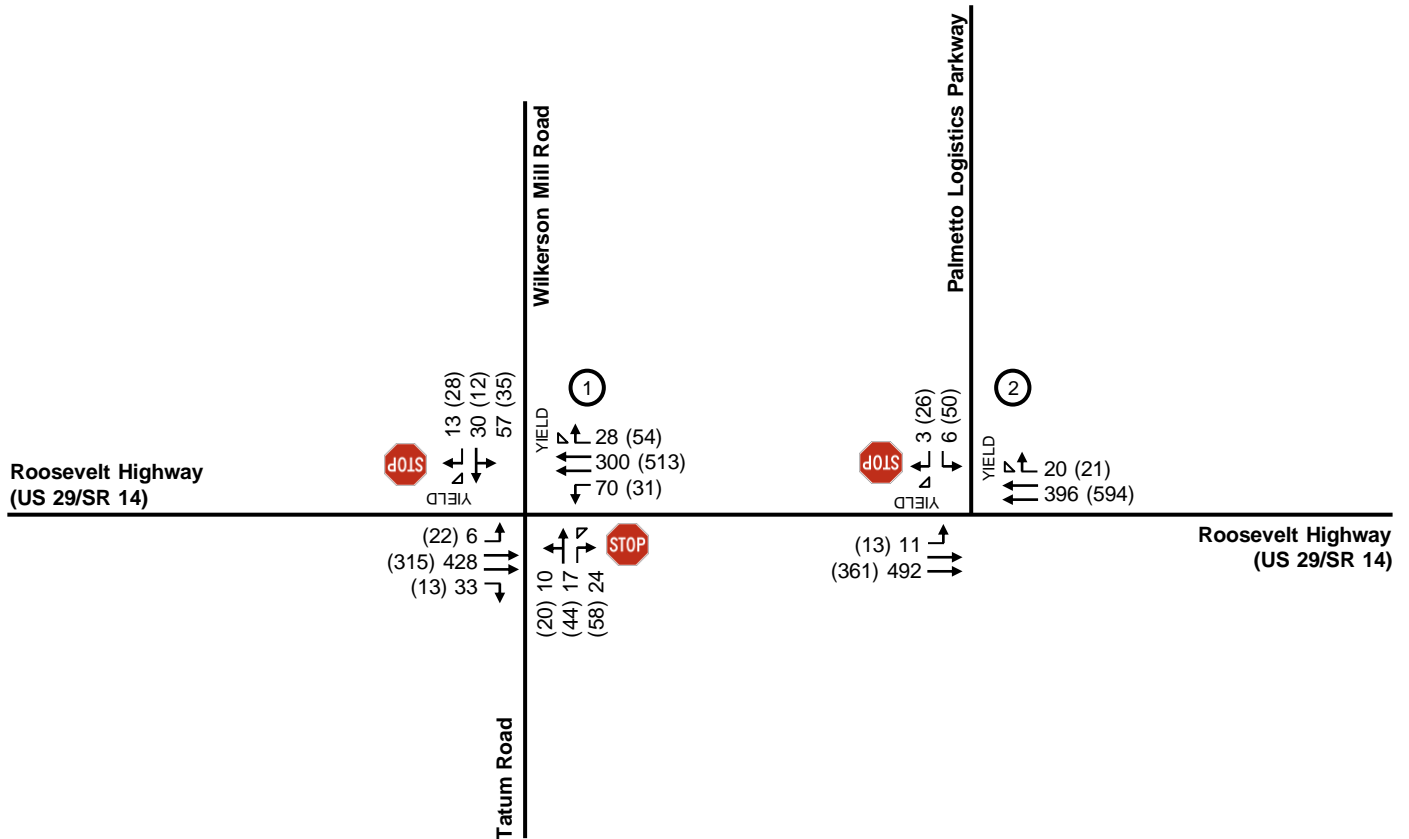 Wilkerson Mill Road
Palmetto Logistics Parkway
1
2
13 (28)
30 (12)
57 (35)
STOP
YIELD
YIELD
28 (54)
300 (513)
70 (31)
3 (26)
6 (50)
STOP
YIELD
YIELD
20 (21)
396 (594)
Roosevelt Highway
(US 29/SR 14)
(22) 6
(315) 428
(13) 33
STOP
(20) 10
(44) 17
(58) 24
(13) 11
(361) 492
Roosevelt Highway
(US 29/SR 14)
Tatum Road